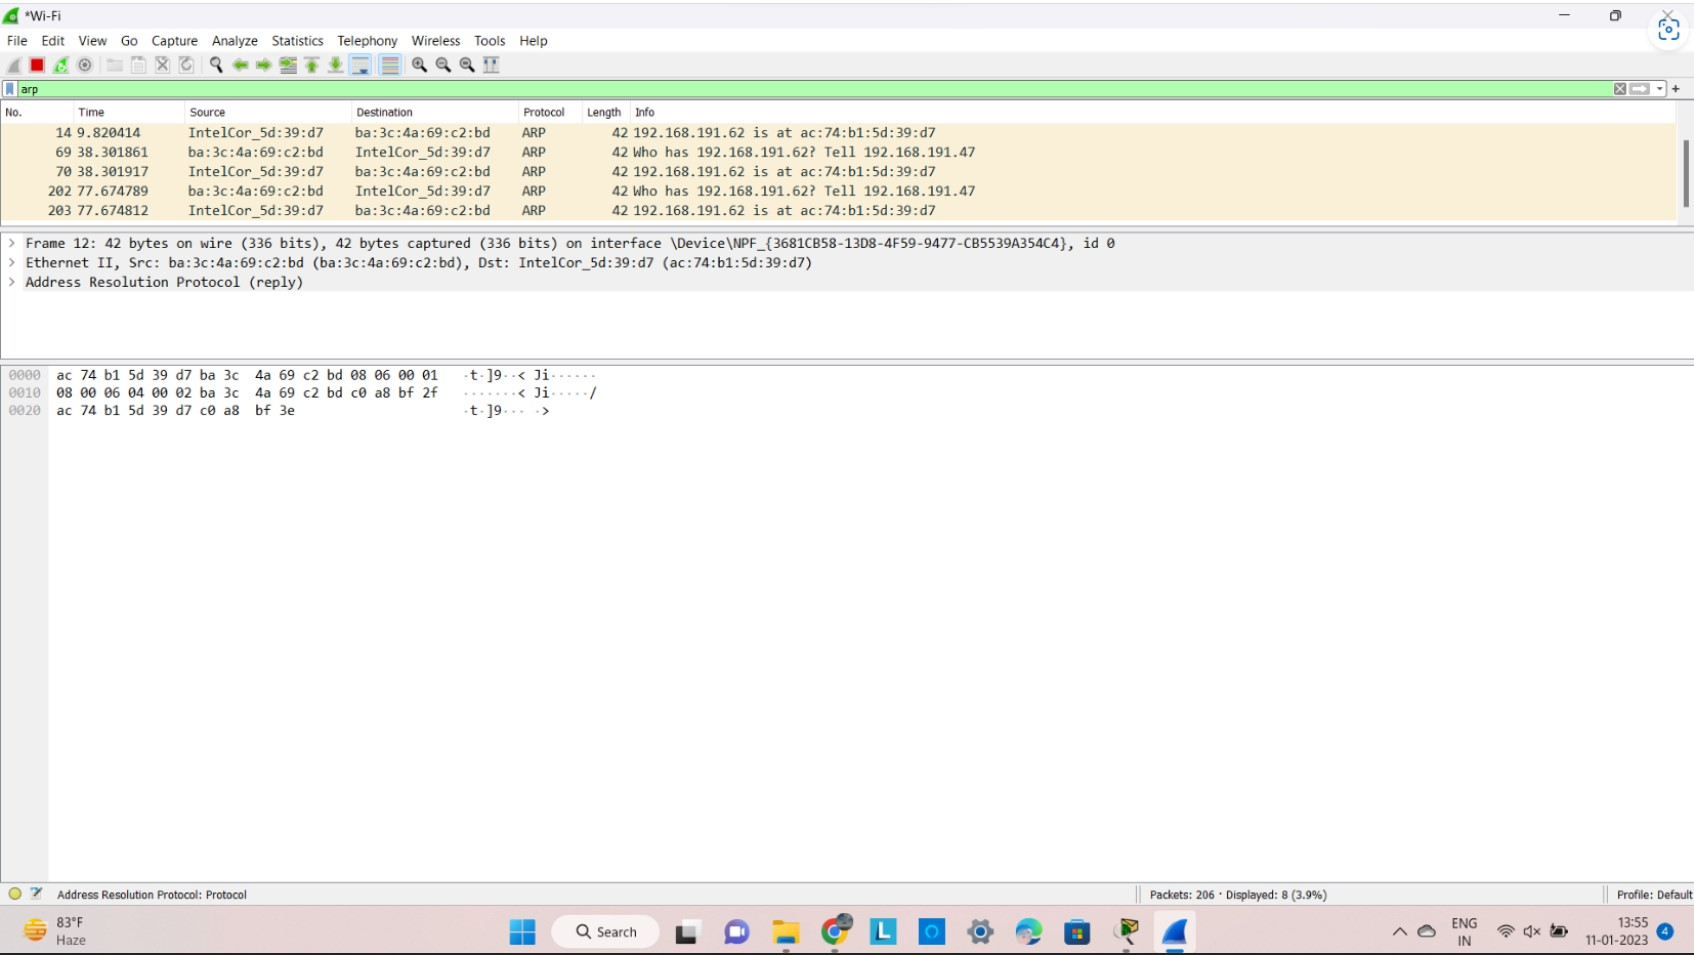 *Wi-Fi
File Edit View Go Capture Analyze Statistics Telephony Wireless Tools Help
arp
No. Time Source Destination Protocol Length Info
14 9.820414 IntelCor_5d:39:d7 ba:3c:4a:69:c2:bd ARP 42 192.168.191.62 is at ac:74:b1:5d:39:d7
69 38.301861 ba:3c:4a:69:c2:bd IntelCor_5d:39:d7 ARP 42 Who has 192.168.191.62? Tell 192.168.191.47
70 38.301917 IntelCor_5d:39:d7 ba:3c:4a:69:c2:bd ARP 42 192.168.191.62 is at ac:74:b1:5d:39:d7
202 77.674789 ba:3c:4a:69:c2:bd IntelCor_5d:39:d7 ARP 42 Who has 192.168.191.62? Tell 192.168.191.47
203 77.674812 IntelCor_5d:39:d7 ba:3c:4a:69:c2:bd ARP 42 192.168.191.62 is at ac:74:b1:5d:39:d7
> Frame 12: 42 bytes on wire (336 bits), 42 bytes captured (336 bits) on interface \Device\NPF_{3681CB58-13D8-4F59-9477-CB5539A354C4}, id 0
> Ethernet II, Src: ba:3c:4a:69:c2:bd (ba:3c:4a:69:c2:bd), Dst: IntelCor_5d:39:d7 (ac:74:b1:5d:39:d7)
> Address Resolution Protocol (reply)
0000 ac 74 b1 5d 39 d7 ba 3c 4a 69 c2 bd 08 06 00 01 ·t·]9··< Ji······
0010 08 00 06 04 00 02 ba 3c 4a 69 c2 bd c0 a8 bf 2f ·······< Ji·····/
0020 ac 74 b1 5d 39 d7 c0 a8 bf 3e ·t·]9··· ·>
Address Resolution Protocol: Protocol Packets: 206 · Displayed: 8 (3.9%) Profile: Default
83°F
Haze
Search
ENG
IN
13:55
11-01-2023
4